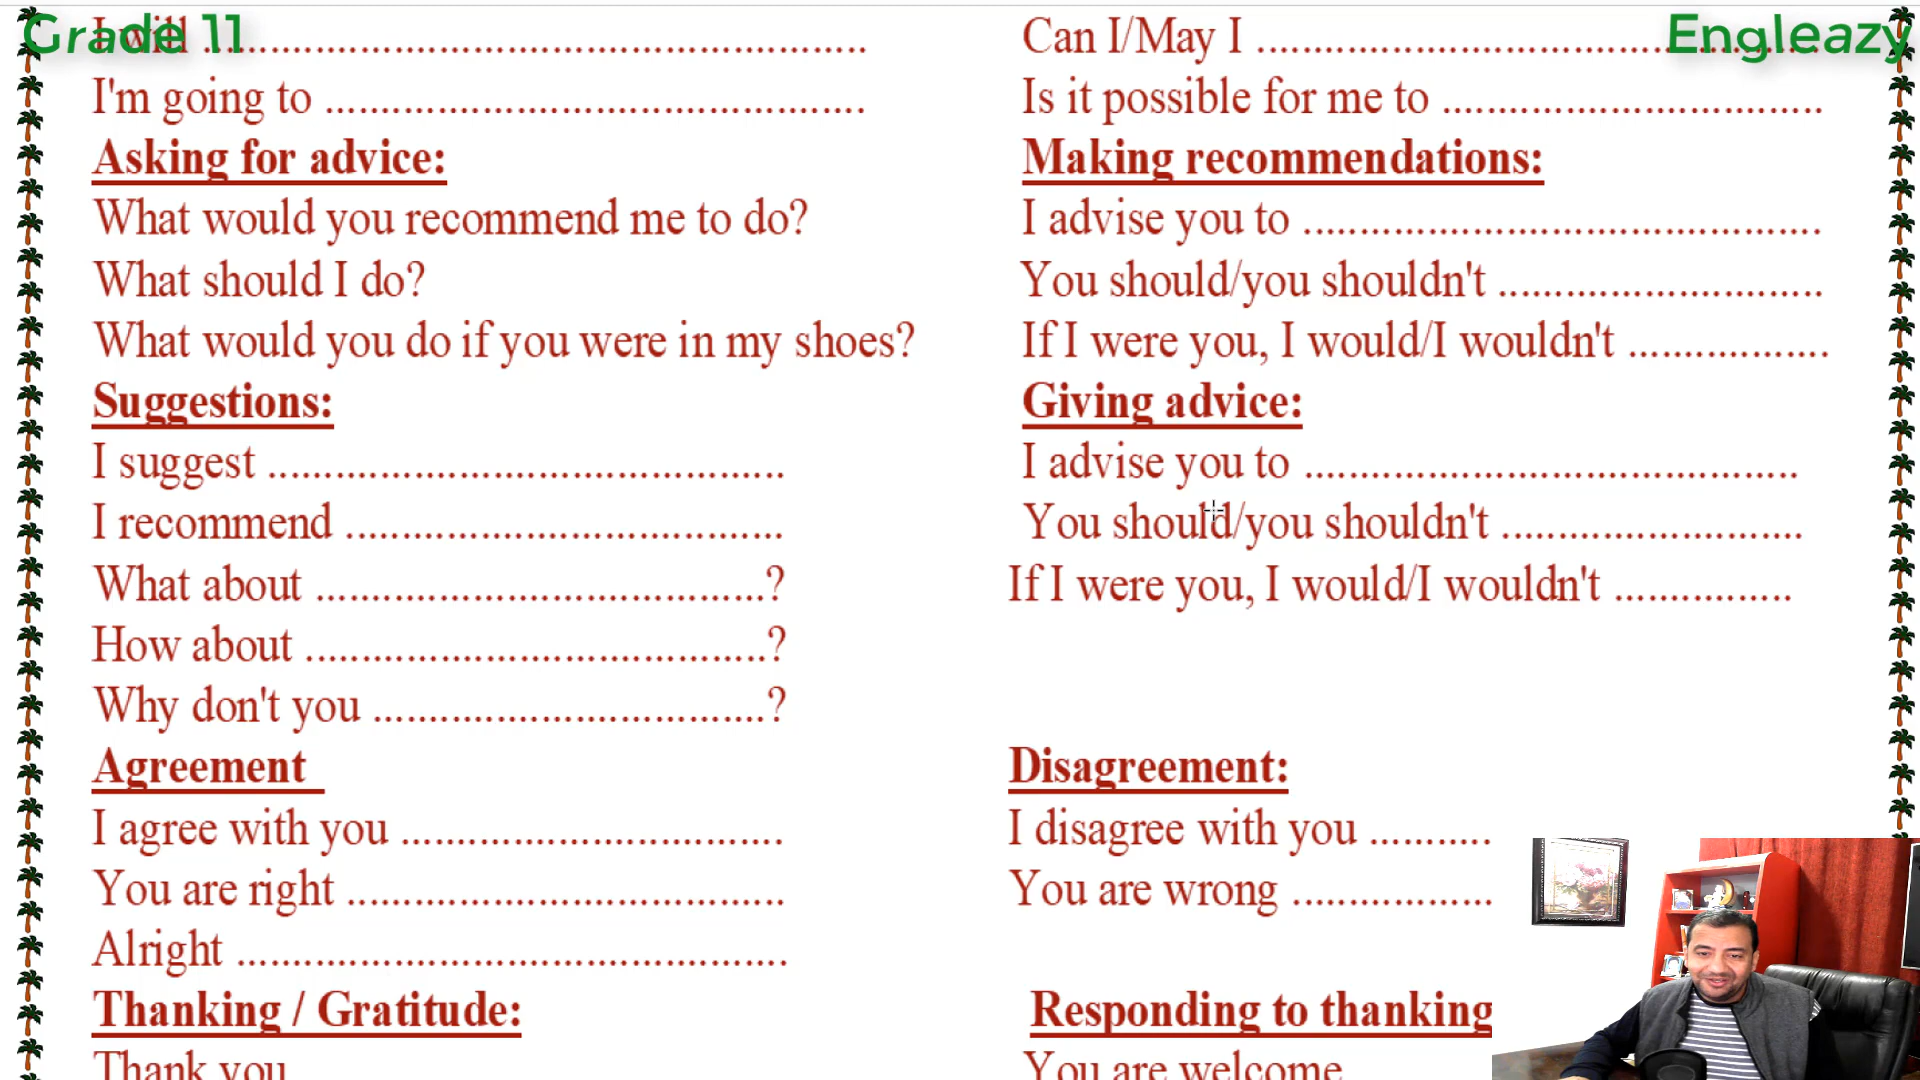 Grade 11
Engleazy
I will ..........................................................
Can I/May I ..................................................
I'm going to ................................................
Is it possible for me to ..................................
Asking for advice:
Making recommendations:
What would you recommend me to do?
I advise you to ..............................................
What should I do?
You should/you shouldn't .............................
What would you do if you were in my shoes?
If I were you, I would/I wouldn't ..................
Suggestions:
Giving advice:
I suggest ..............................................
I advise you to ............................................
I recommend .......................................
You should/you shouldn't ...........................
What about ........................................?
If I were you, I would/I wouldn't ................
How about .........................................?
Why don't you ...................................?
Agreement
Disagreement:
I agree with you ..................................
I disagree with you ...........
You are right .......................................
You are wrong ..................
Alright .................................................
Thanking / Gratitude:
Responding to thanking
Thank you
You are welcome